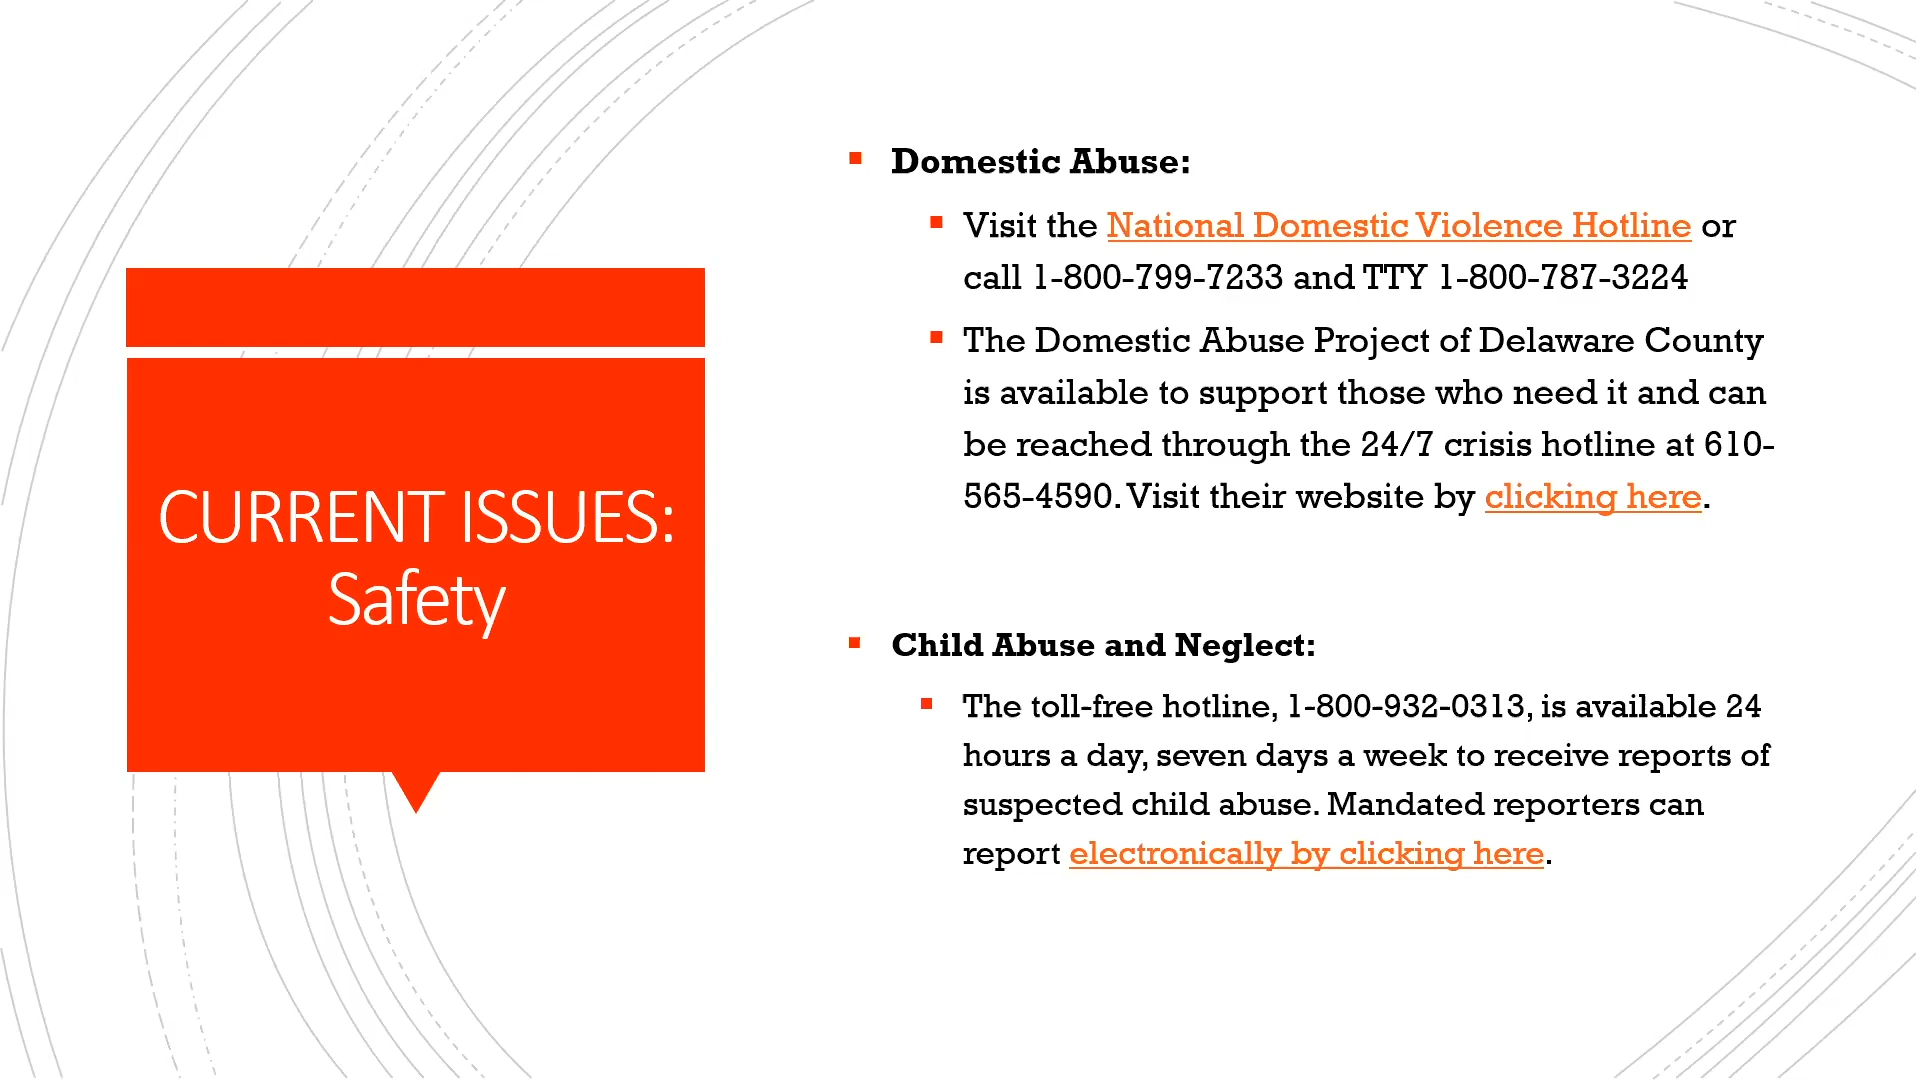 CURRENT ISSUES:
Safety
Domestic Abuse:
Visit the National Domestic Violence Hotline or
call 1-800-799-7233 and TTY 1-800-787-3224
The Domestic Abuse Project of Delaware County
is available to support those who need it and can
be reached through the 24/7 crisis hotline at 610-
565-4590. Visit their website by clicking here.
Child Abuse and Neglect:
The toll-free hotline, 1-800-932-0313, is available 24
hours a day, seven days a week to receive reports of
suspected child abuse. Mandated reporters can
report electronically by clicking here.